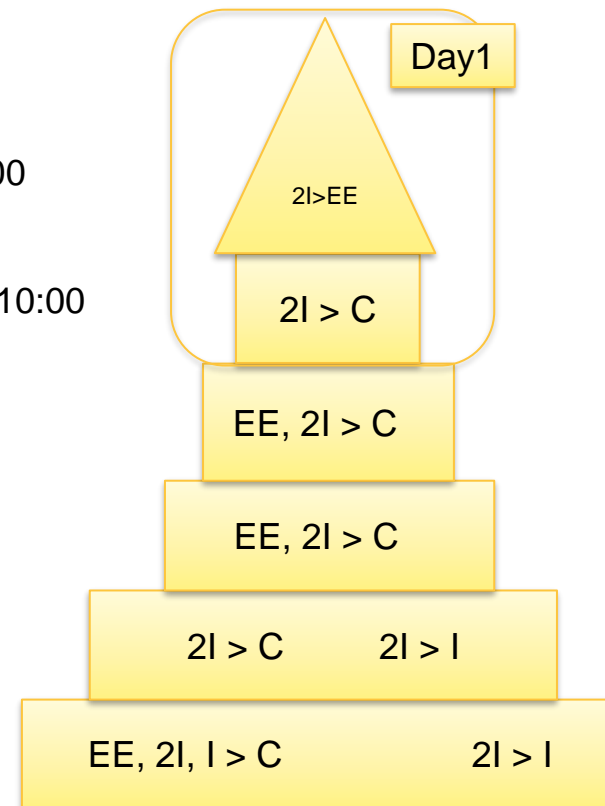 Day1
00
2I>EE
10:00
2I > C
EE, 2I > C
EE, 2I > C
2I > C 2I > I
EE, 2I, I > C 2I > I